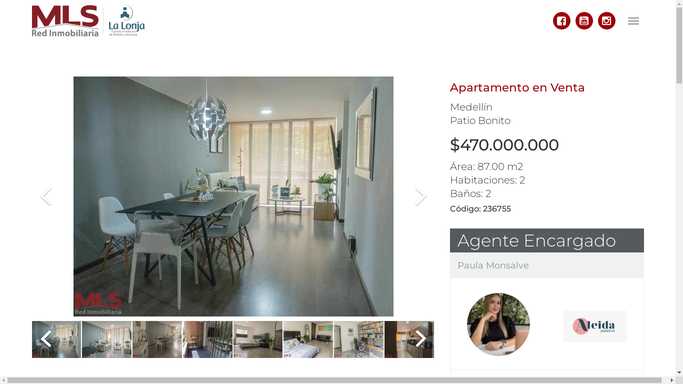 MLS
Red Inmobiliaria
La Lonja
Apartamento en Venta
Medellín
Patio Bonito
$470.000.000
Área: 87.00 m2
Habitaciones: 2
Baños: 2
Código: 236755
MLS
Red Inmobiliaria
Agente Encargado
Paula Monsalve
Aleida